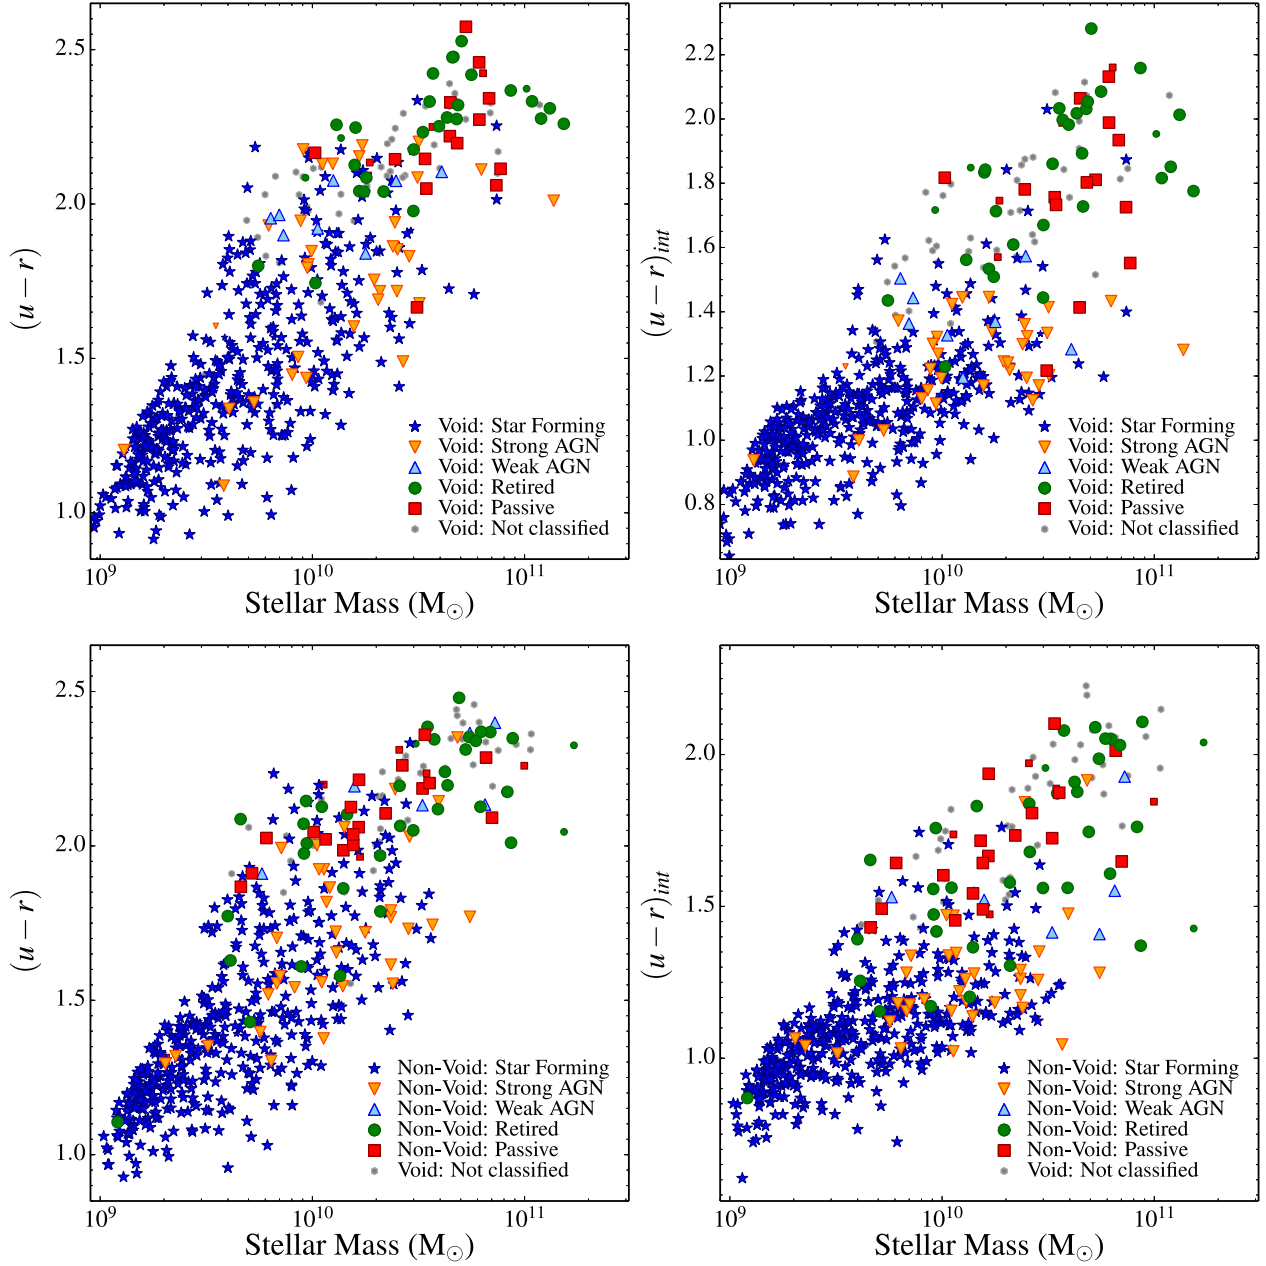 2.5
2.0
1.5
1.0
(u − r)
Void: Star Forming
Void: Strong AGN
Void: Weak AGN
Void: Retired
Void: Passive
Void: Not classified
10⁹
10¹⁰
10¹¹
Stellar Mass (M☉)
2.2
2.0
1.8
1.6
1.4
1.2
1.0
0.8
(u − r)int
Void: Star Forming
Void: Strong AGN
Void: Weak AGN
Void: Retired
Void: Passive
Void: Not classified
10⁹
10¹⁰
10¹¹
Stellar Mass (M☉)
2.5
2.0
1.5
1.0
(u − r)
Non-Void: Star Forming
Non-Void: Strong AGN
Non-Void: Weak AGN
Non-Void: Retired
Non-Void: Passive
Void: Not classified
10⁹
10¹⁰
10¹¹
Stellar Mass (M☉)
2.0
1.5
1.0
(u − r)int
Non-Void: Star Forming
Non-Void: Strong AGN
Non-Void: Weak AGN
Non-Void: Retired
Non-Void: Passive
Void: Not classified
10⁹
10¹⁰
10¹¹
Stellar Mass (M☉)